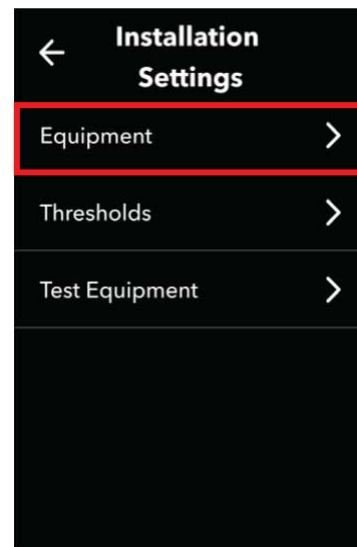 Installation
Settings
Equipment
Thresholds
Test Equipment